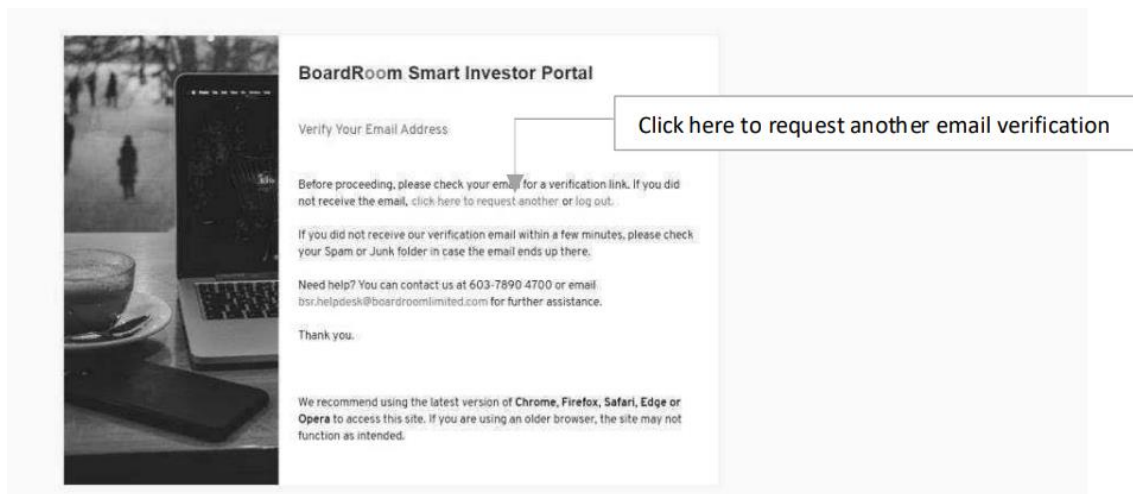 BoardRoom Smart Investor Portal
Verify Your Email Address
Click here to request another email verification
Before proceeding, please check your email for a verification link. If you did
not receive the email, click here to request another or log out.
If you did not receive our verification email within a few minutes, please check
your Spam or Junk folder in case the email ends up there.
Need help? You can contact us at 603-7890 4700 or email
bsr.helpdesk@boardroomlimited.com for further assistance.
Thank you.
We recommend using the latest version of Chrome, Firefox, Safari, Edge or
Opera to access this site. If you are using an older browser, the site may not
function as intended.